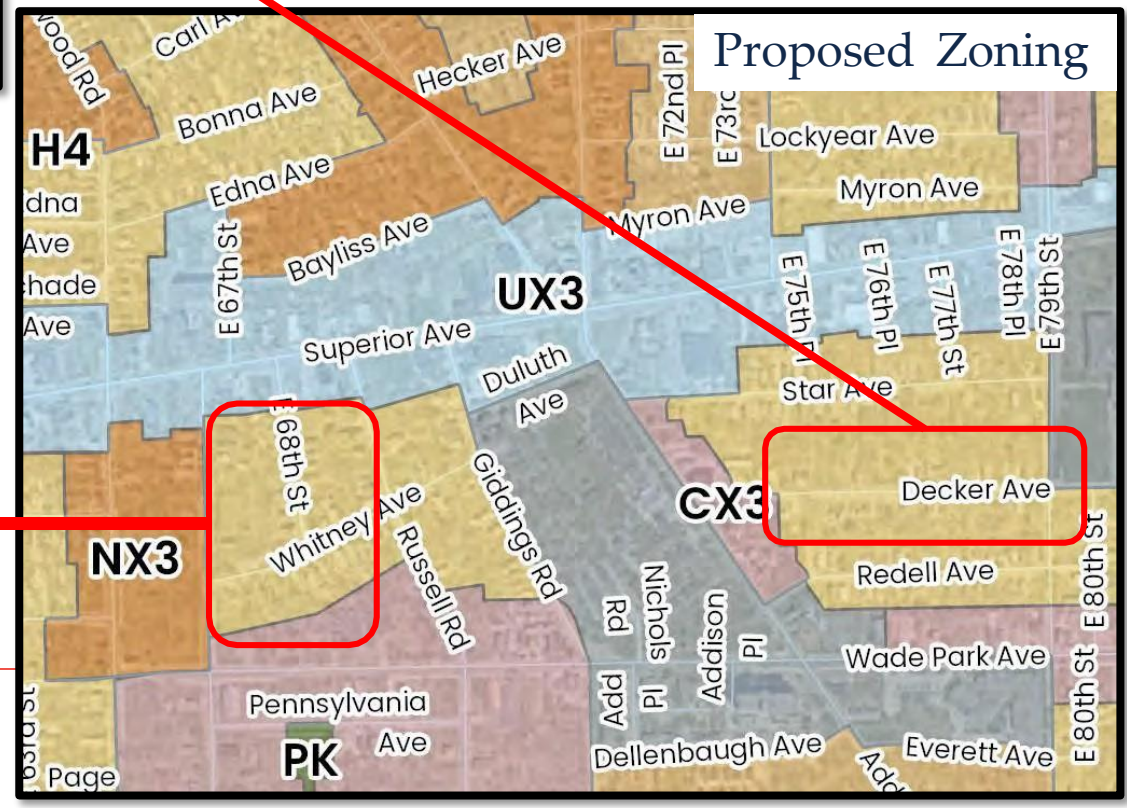 Proposed Zoning
Carl Av
Hecker Ave
wood Rd
Bonna Ave
E 72nd Pl
E 73rd
Lockyear Ave
H4
Edna Ave
Myron Ave
dna
Ave
Myron Ave
Bayliss Ave
E 67th St
hade
Ave
UX3
E 75th Pl
E 76th Pl
E 77th St
E 78th Pl
E 79th St
Superior Ave
Duluth
Ave
Star Ave
E 68th St
Giddings Rd
CX3
Decker Ave
Whitney Ave
NX3
Russell Rd
Redell Ave
E 80th St
Add
Rd
Nichols
Pl
Addison
Pl
Wade Park Ave
E 80th St
63rd St
Pennsylvania
Ave
PK
Page
Dellenbaugh Ave
Add
Everett Ave